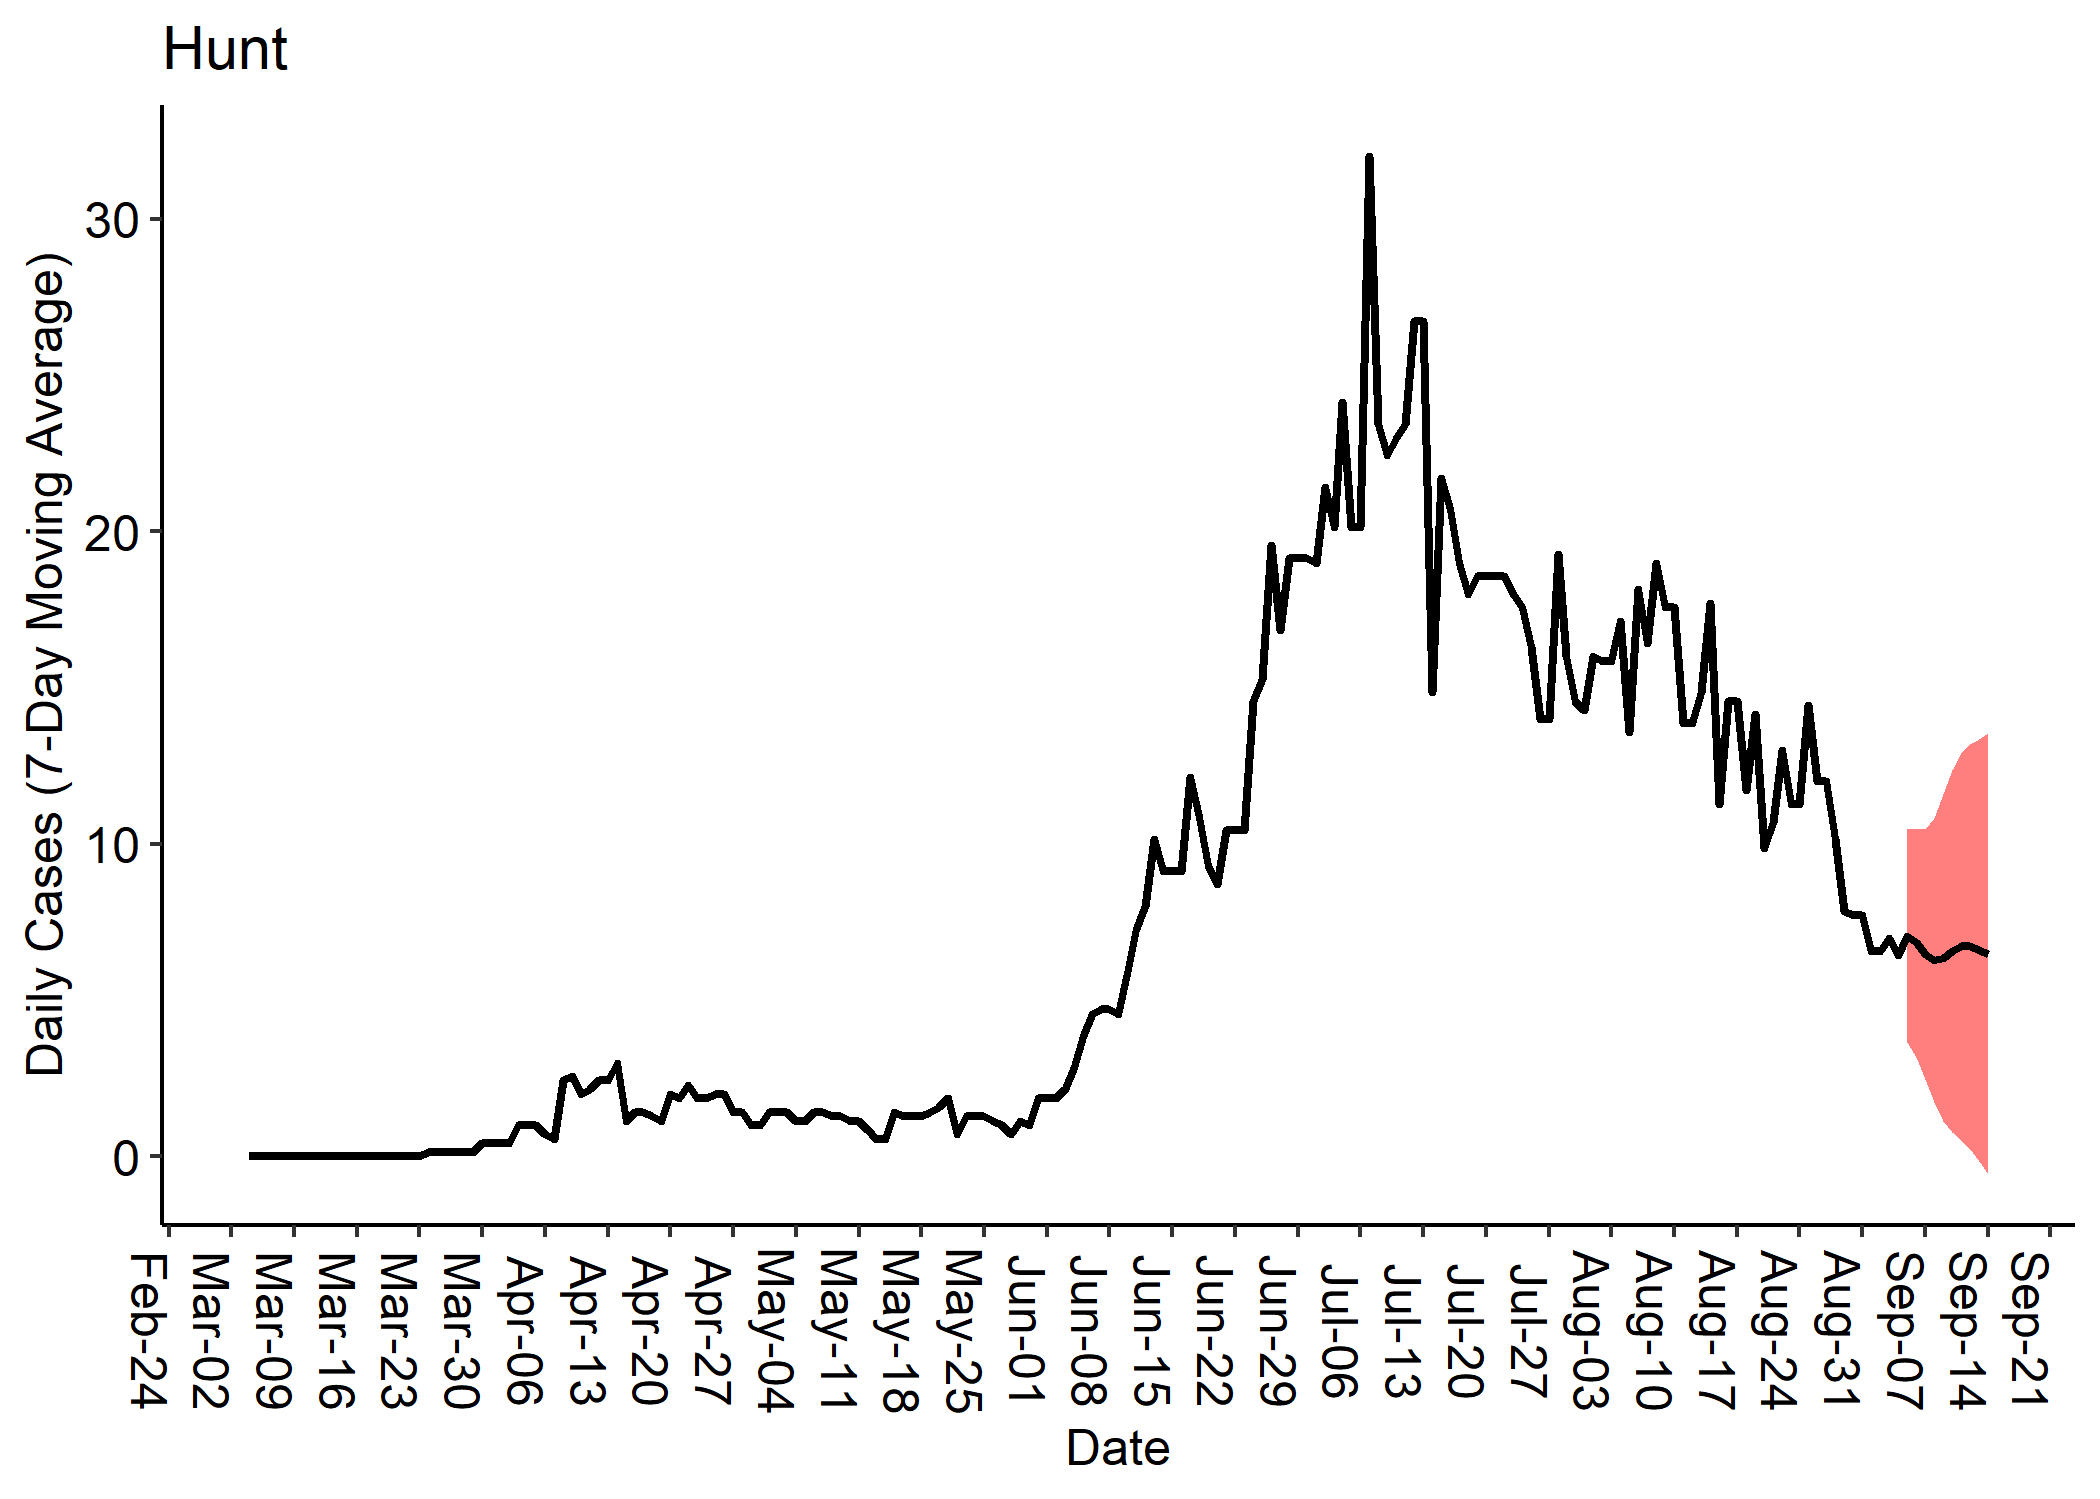 Hunt
Daily Cases (7-Day Moving Average)
30
20
10
0
Feb-24
Mar-02
Mar-09
Mar-16
Mar-23
Mar-30
Apr-06
Apr-13
Apr-20
Apr-27
May-04
May-11
May-18
May-25
Jun-01
Jun-08
Jun-15
Jun-22
Jun-29
Jul-06
Jul-13
Jul-20
Jul-27
Aug-03
Aug-10
Aug-17
Aug-24
Aug-31
Sep-07
Sep-14
Sep-21
Date